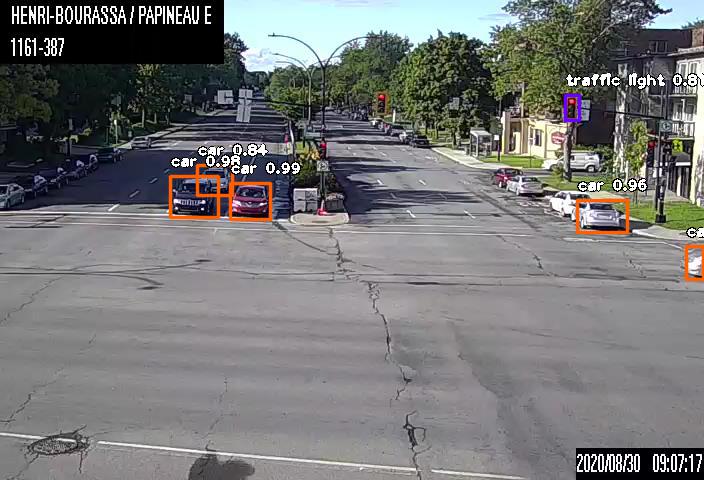 HENRI-BOURASSA / PAPINEAU E
1161-387
traffic light 0.8
car 0.84
car 0.98
car 0.99
car 0.96
2020/08/30 09:07:17